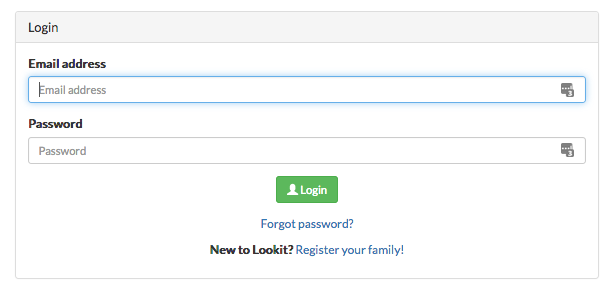 Login
Email address
Email address
Password
Password
Login
Forgot password?
New to Lookit? Register your family!